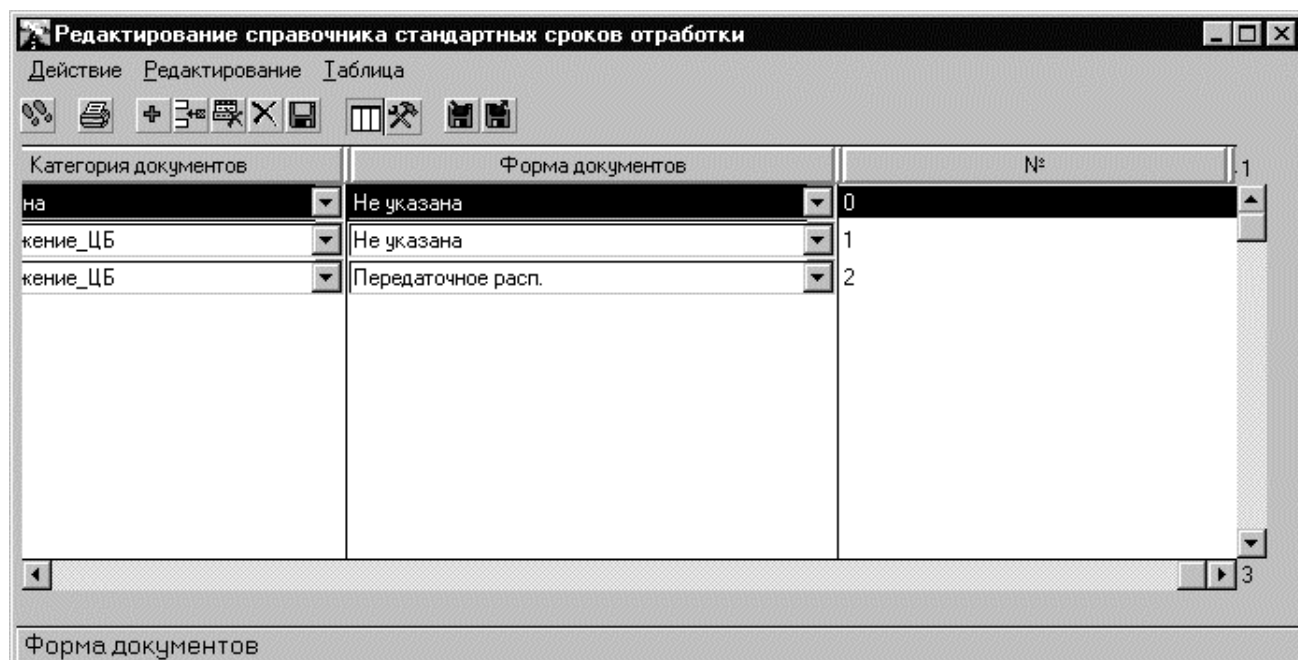 Редактирование справочника стандартных сроков отработки
Действие Редактирование Таблица
Категория документов Форма документов № 1
на Не указана 0
жение_ЦБ Не указана 1
жение_ЦБ Передаточное расп. 2
3
Форма документов